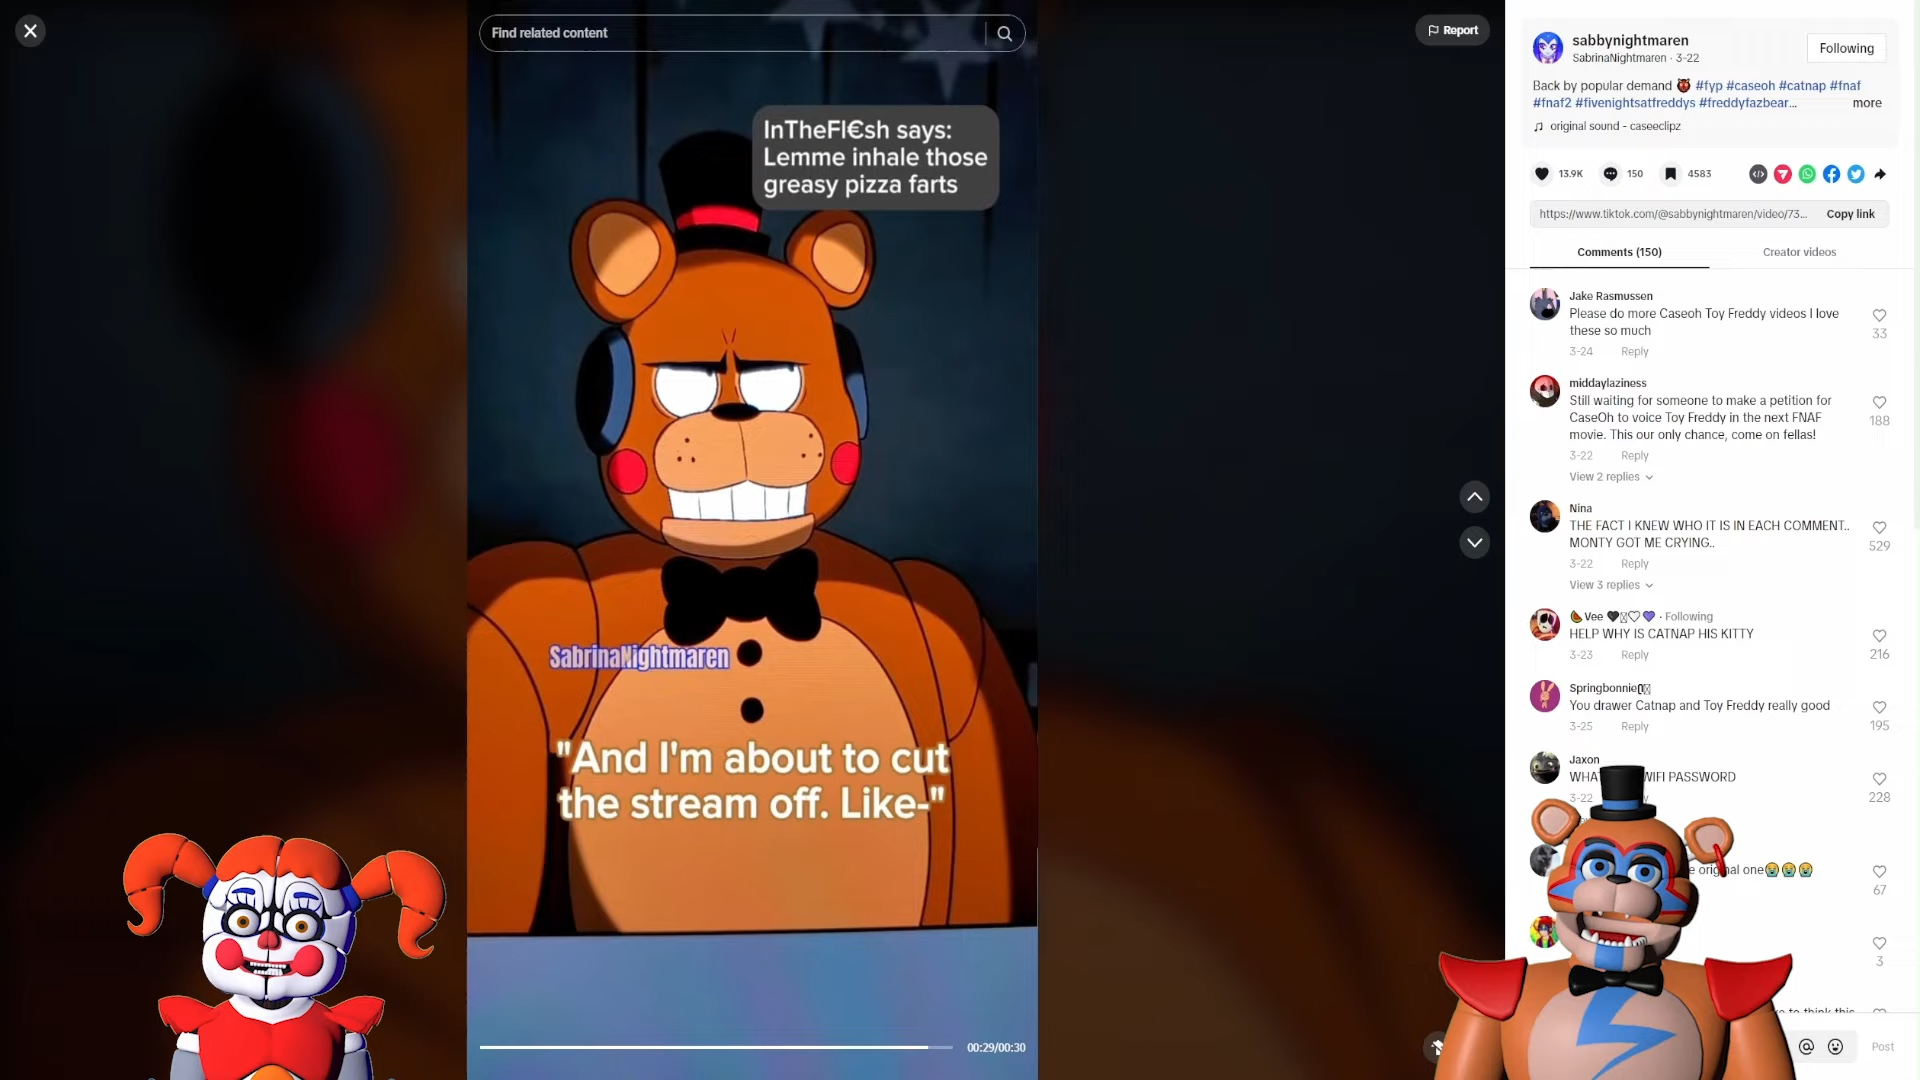 Find related content
Report
InTheFl€sh says:
Lemme inhale those
greasy pizza farts
SabrinaNightmaren
"And I'm about to cut
the stream off. Like-"
00:29/00:30
sabbynightmaren
SabrinaNightmaren · 3-22
Following
Back by popular demand #fyp #caseoh #catnap #fnaf
#fnaf2 #fivenightsatfreddys #freddyfazbear... more
original sound - caseeclipz
13.9K 150 4583
https://www.tiktok.com/@sabbynightmaren/video/73... Copy link
Comments (150) Creator videos
Jake Rasmussen
Please do more Caseoh Toy Freddy videos I love
these so much
33
3-24 Reply
middaylaziness
Still waiting for someone to make a petition for
CaseOh to voice Toy Freddy in the next FNAF
movie. This our only chance, come on fellas!
188
3-22 Reply
View 2 replies
Nina
THE FACT I KNEW WHO IT IS IN EACH COMMENT..
MONTY GOT ME CRYING..
529
3-22 Reply
View 3 replies
Vee · Following
HELP WHY IS CATNAP HIS KITTY
216
3-23 Reply
Springbonnie
You drawer Catnap and Toy Freddy really good
195
3-25 Reply
Jaxon
WIFI PASSWORD
228
3-22
original one😭😭😭
67
3
to think this
@ Post